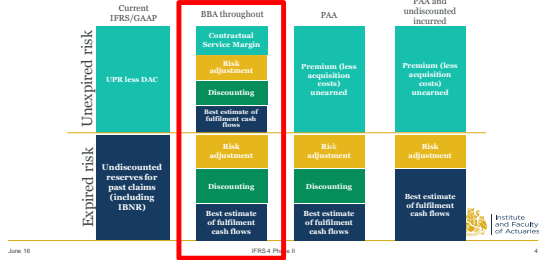 Current
IFRS/GAAP
BBA throughout
PAA
PAA and
undiscounted
incurred
Unexpired risk
UPR less DAC
Contractual
Service Margin
Risk
adjustment
Discounting
Best estimate of
fulfilment cash
flows
Premium (less
acquisition
costs)
unearned
Premium (less
acquisition
costs)
unearned
Expired risk
Undiscounted
reserves for
past claims
(including
IBNR)
Risk
adjustment
Discounting
Best estimate
of fulfilment
cash flows
Risk
adjustment
Discounting
Best estimate
of fulfilment
cash flows
Risk
adjustment
Best estimate
of fulfilment
cash flows
Institute
and Faculty
of Actuaries
June 16
IFRS 4 Phase II
4